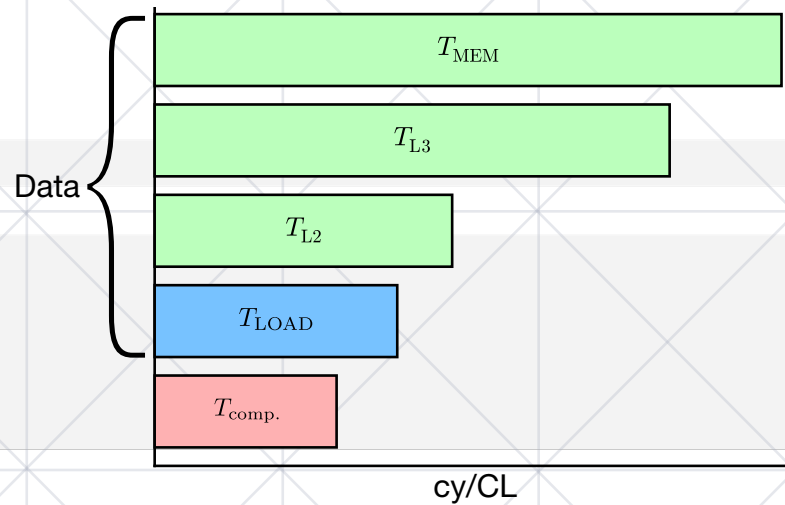 T_MEM
T_L3
Data
T_L2
T_LOAD
T_comp.
cy/CL